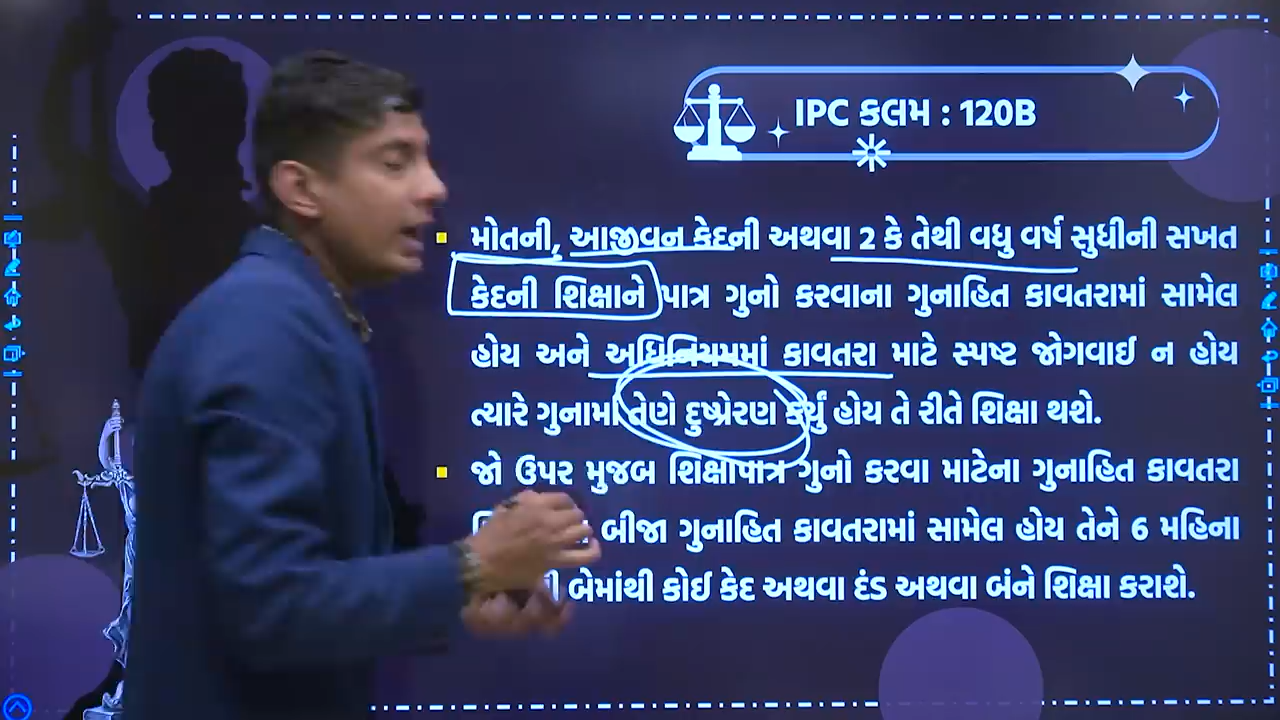 IPC કલમ : 120B
મોતની, આજીવન કેદની અથવા 2 કે તેથી વધુ વર્ષ સુધીની સખત
કેદની શિક્ષાને પાત્ર ગુનો કરવાના ગુનાહિત કાવતરામાં સામેલ
હોય અને અધિનિયમમાં કાવતરા માટે સ્પષ્ટ જોગવાઈ ન હોય
ત્યારે ગુનામાં તેણે દુષ્પ્રેરણ કર્યું હોય તે રીતે શિક્ષા થશે.
જો ઉપર મુજબ શિક્ષાપાત્ર ગુનો કરવા માટેના ગુનાહિત કાવતરા
બીજા ગુનાહિત કાવતરામાં સામેલ હોય તેને 6 મહિના
બેમાંથી કોઈ કેદ અથવા દંડ અથવા બંને શિક્ષા કરાશે.